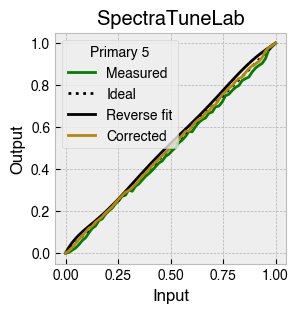 SpectraTuneLab
Primary 5
Measured
Ideal
Reverse fit
Corrected
Output
1.0
0.8
0.6
0.4
0.2
0.0
0.00
0.25
0.50
0.75
1.00
Input